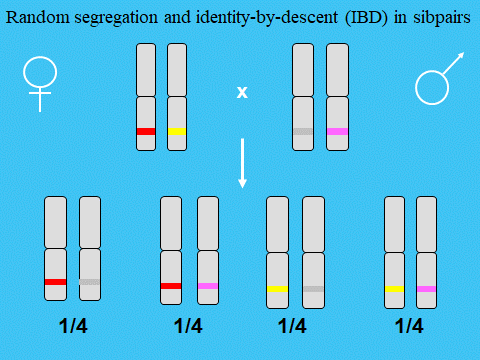 Random segregation and identity-by-descent (IBD) in sibpairs
x
1/4 1/4 1/4 1/4